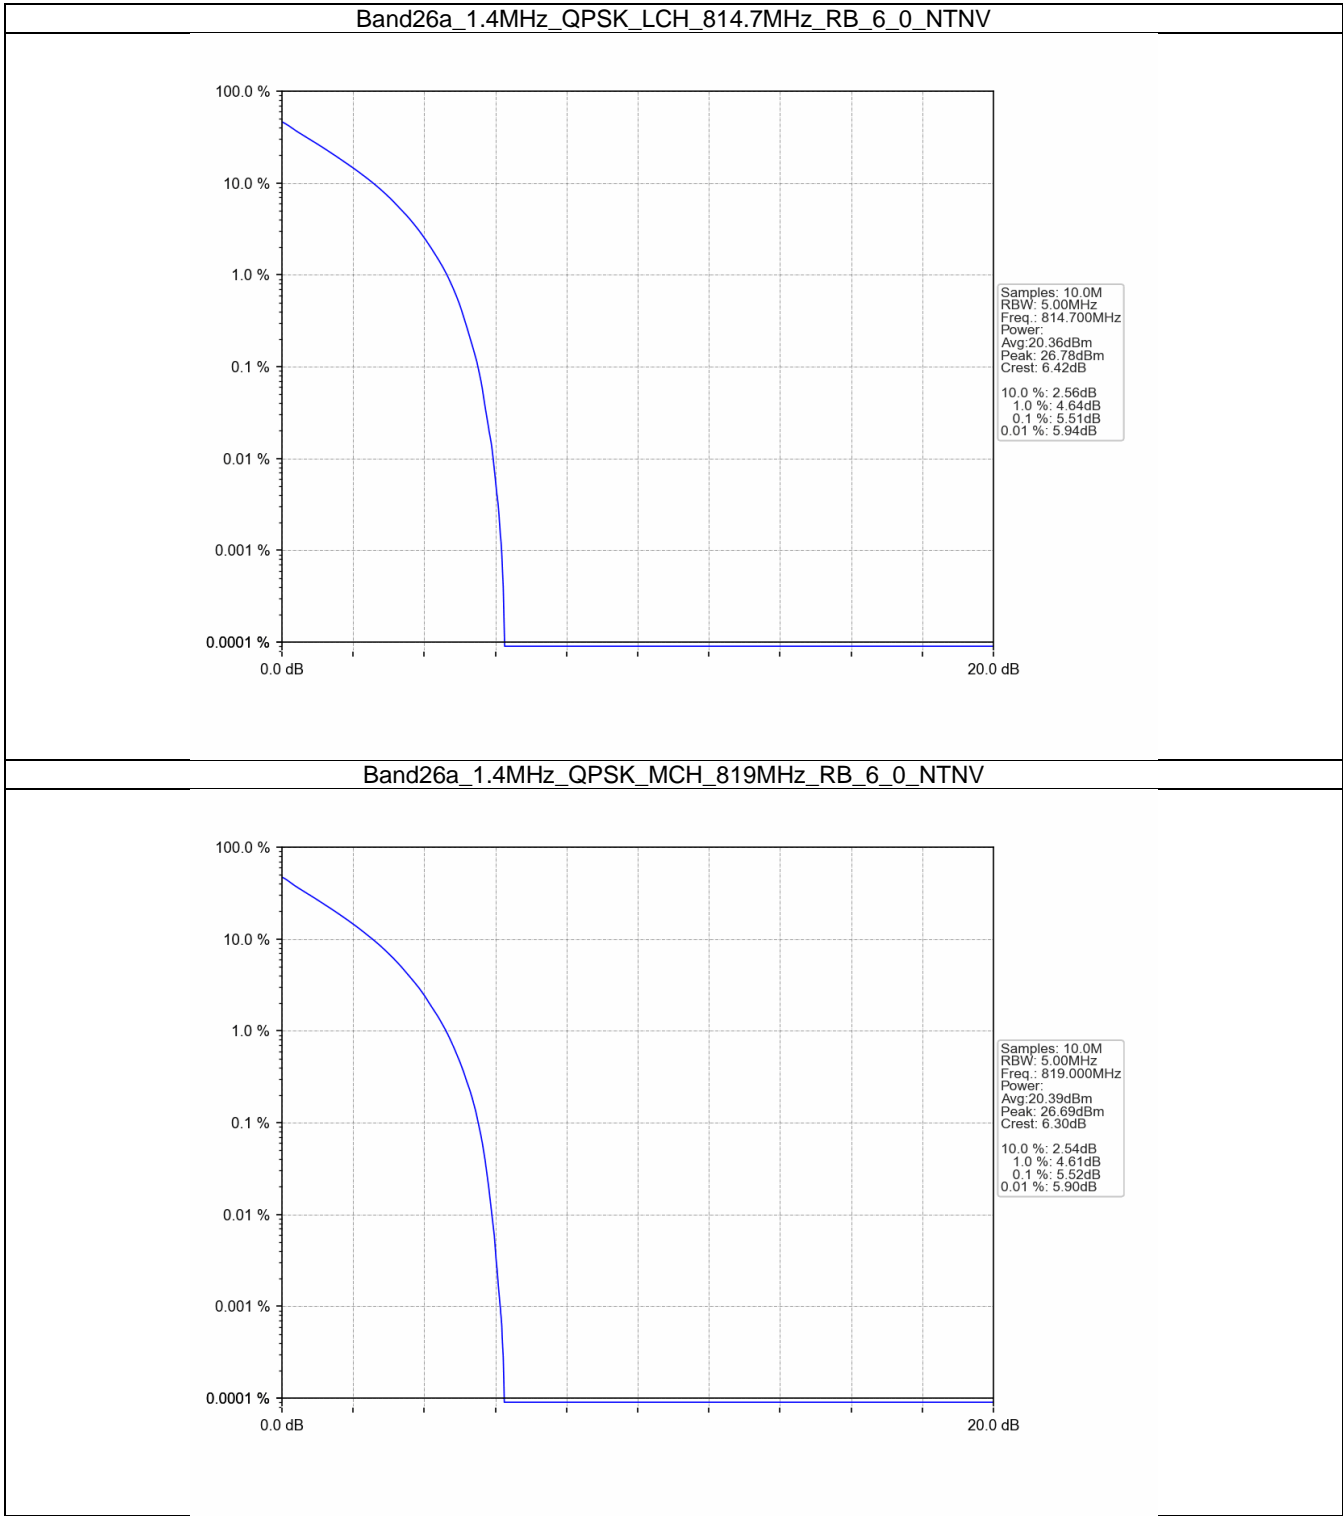 Band26a_1.4MHz_QPSK_LCH_814.7MHz_RB_6_0_NTNV
100.0 %
10.0 %
1.0 %
0.1 %
0.01 %
0.001 %
0.0001 %
0.0 dB
20.0 dB
Samples: 10.0M
RBW: 5.00MHz
Freq.: 814.700MHz
Power:
Avg:20.36dBm
Peak: 26.78dBm
Crest: 6.42dB
10.0 %: 2.56dB
1.0 %: 4.64dB
0.1 %: 5.51dB
0.01 %: 5.94dB
Band26a_1.4MHz_QPSK_MCH_819MHz_RB_6_0_NTNV
100.0 %
10.0 %
1.0 %
0.1 %
0.01 %
0.001 %
0.0001 %
0.0 dB
20.0 dB
Samples: 10.0M
RBW: 5.00MHz
Freq.: 819.000MHz
Power:
Avg:20.39dBm
Peak: 26.69dBm
Crest: 6.30dB
10.0 %: 2.54dB
1.0 %: 4.61dB
0.1 %: 5.52dB
0.01 %: 5.90dB